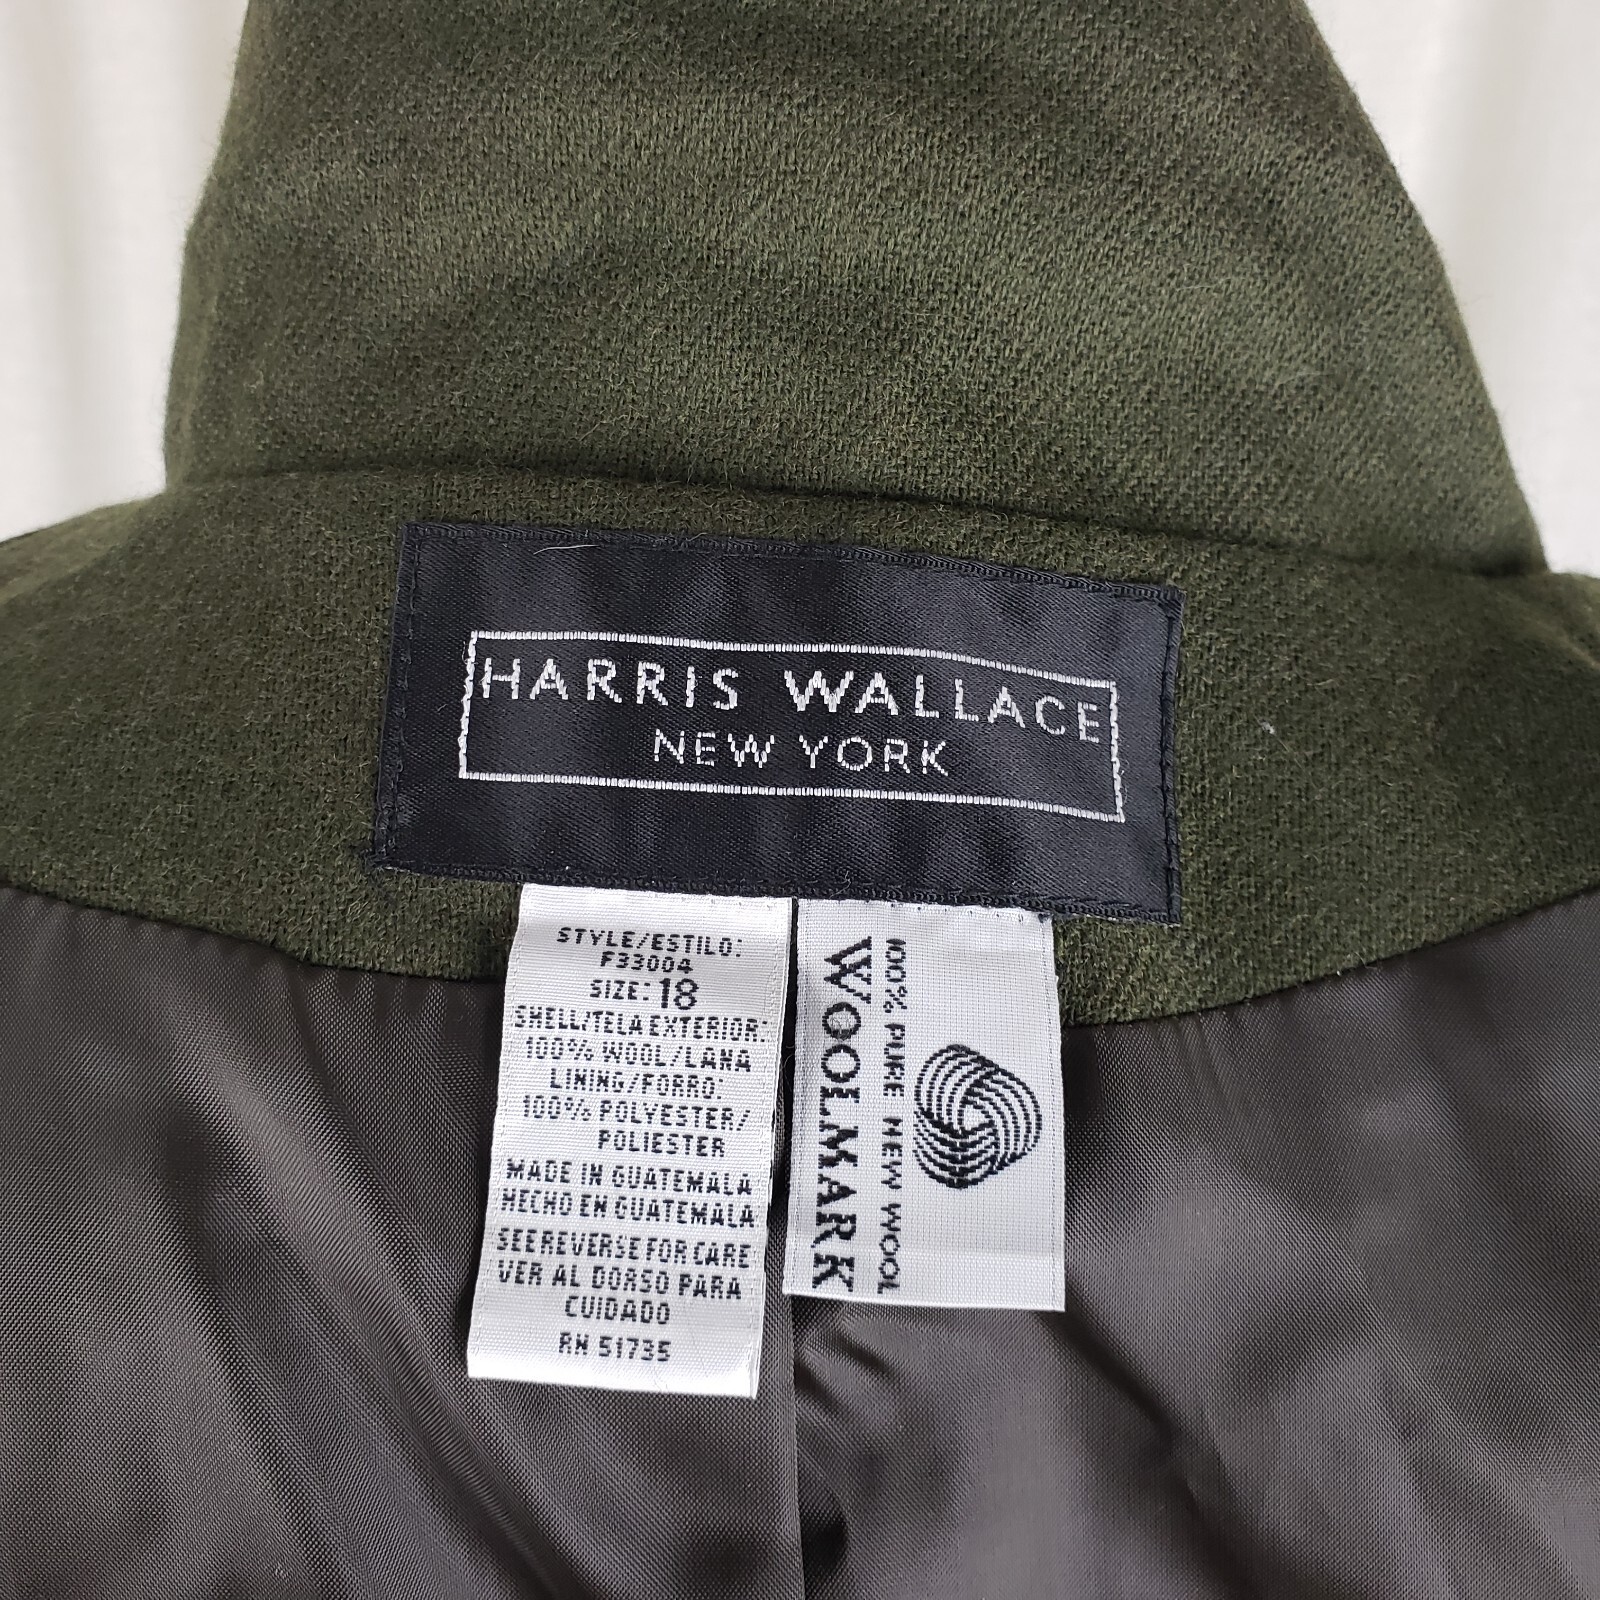 HARRIS WALLACE
NEW YORK
STYLE/ESTILO:
F33004
SIZE: 18
SHELL/TELA EXTERIOR:
100% WOOL/LANA
LINING/FORRO:
100% POLYESTER/
POLIESTER
MADE IN GUATEMALA
HECHO EN GUATEMALA
SEE REVERSE FOR CARE
VER AL DORSO PARA
CUIDADO
RN 51735
100% PURE NEW WOOL
WOOLMARK